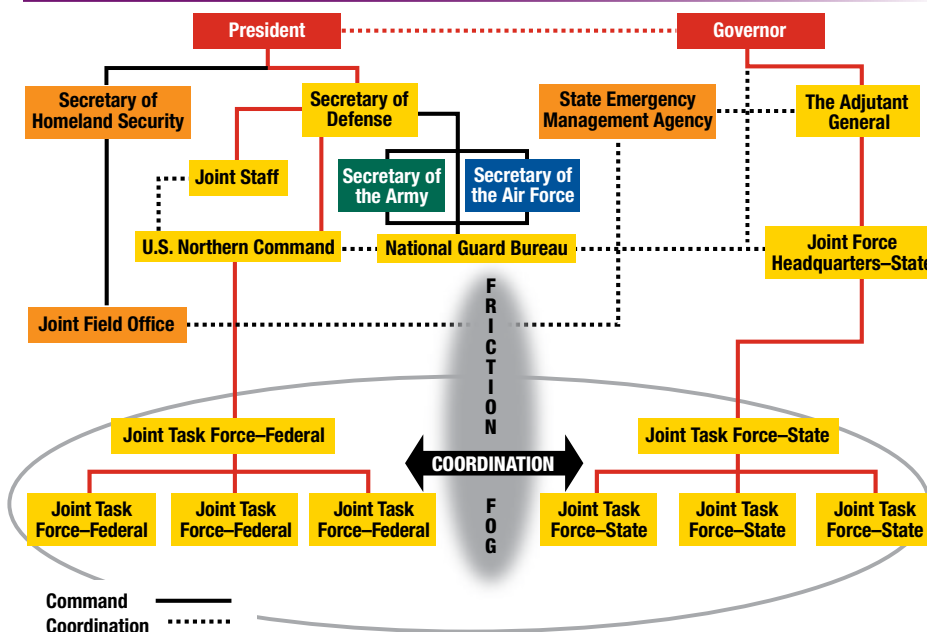 President
Governor
Secretary of
Homeland Security
Secretary of
Defense
State Emergency
Management Agency
The Adjutant
General
Joint Staff
Secretary of
the Army
Secretary of
the Air Force
U.S. Northern Command
National Guard Bureau
Joint Force
Headquarters–State
Joint Field Office
FRICTION
Joint Task Force–Federal
Joint Task Force–State
COORDINATION
FOG
Joint Task
Force–Federal
Joint Task
Force–Federal
Joint Task
Force–Federal
Joint Task
Force–State
Joint Task
Force–State
Joint Task
Force–State
Command
Coordination